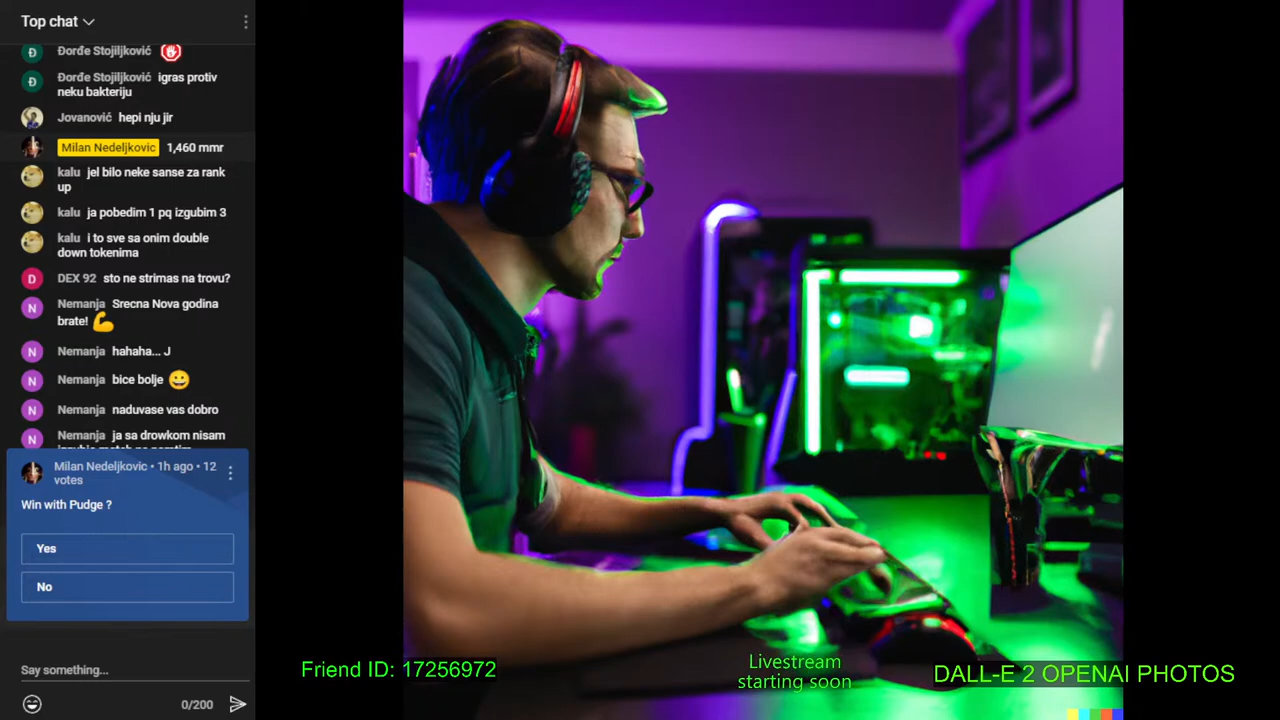 Top chat
Đorđe Stojiljković
Đ
Đorđe Stojiljković igras protiv
neku bakteriju
Đ
Jovanović hepi nju jir
Milan Nedeljkovic 1,460 mmr
kalu jel bilo neke sanse za rank
up
kalu ja pobedim 1 pq izgubim 3
kalu i to sve sa onim double
down tokenima
D
DEX 92 sto ne strimas na trovu?
N
Nemanja Srecna Nova godina
brate!
N
Nemanja hahaha... J
N
Nemanja bice bolje
N
Nemanja naduvase vas dobro
N
Nemanja ja sa drowkom nisam
Milan Nedeljkovic • 1h ago • 12
votes
Win with Pudge ?
Yes
No
Say something...
0/200
Friend ID: 17256972
Livestream
starting soon
DALL-E 2 OPENAI PHOTOS